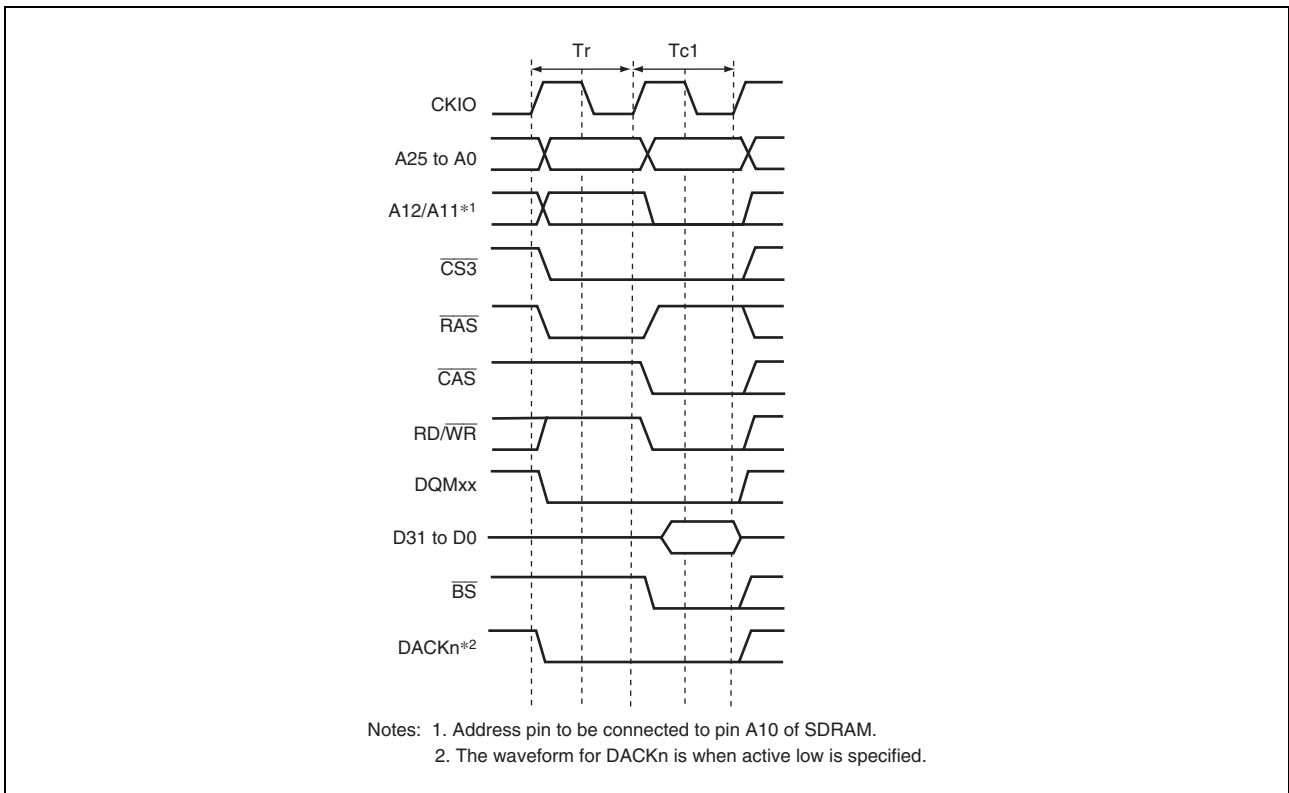 Tr Tc1
CKIO
A25 to A0
A12/A11*1
CS3
RAS
CAS
RD/WR
DQMxx
D31 to D0
BS
DACKn*2
Notes: 1. Address pin to be connected to pin A10 of SDRAM.
2. The waveform for DACKn is when active low is specified.